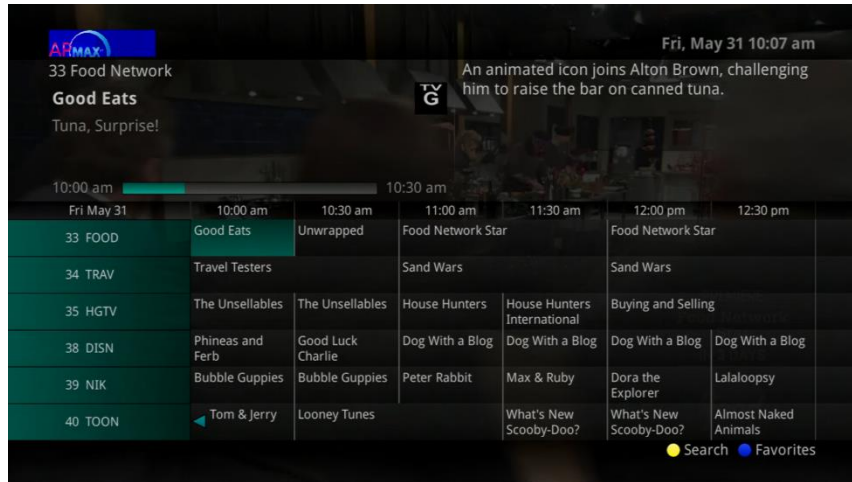 ARMAX
Fri, May 31 10:07 am
33 Food Network
Good Eats
Tuna, Surprise!
TV
G
An animated icon joins Alton Brown, challenging
him to raise the bar on canned tuna.
10:00 am 10:30 am
Fri May 31 10:00 am 10:30 am 11:00 am 11:30 am 12:00 pm 12:30 pm
33 FOOD Good Eats Unwrapped Food Network Star Food Network Star
34 TRAV Travel Testers Sand Wars Sand Wars
35 HGTV The Unsellables The Unsellables House Hunters House Hunters Buying and Selling
International
38 DISN Phineas and Good Luck Dog With a Blog Dog With a Blog Dog With a Blog Dog With a Blog
Ferb Charlie
39 NIK Bubble Guppies Bubble Guppies Peter Rabbit Max & Ruby Dora the Lalaloopsy
Explorer
40 TOON Tom & Jerry Looney Tunes What's New What's New Almost Naked
Scooby-Doo? Scooby-Doo? Animals
Search Favorites